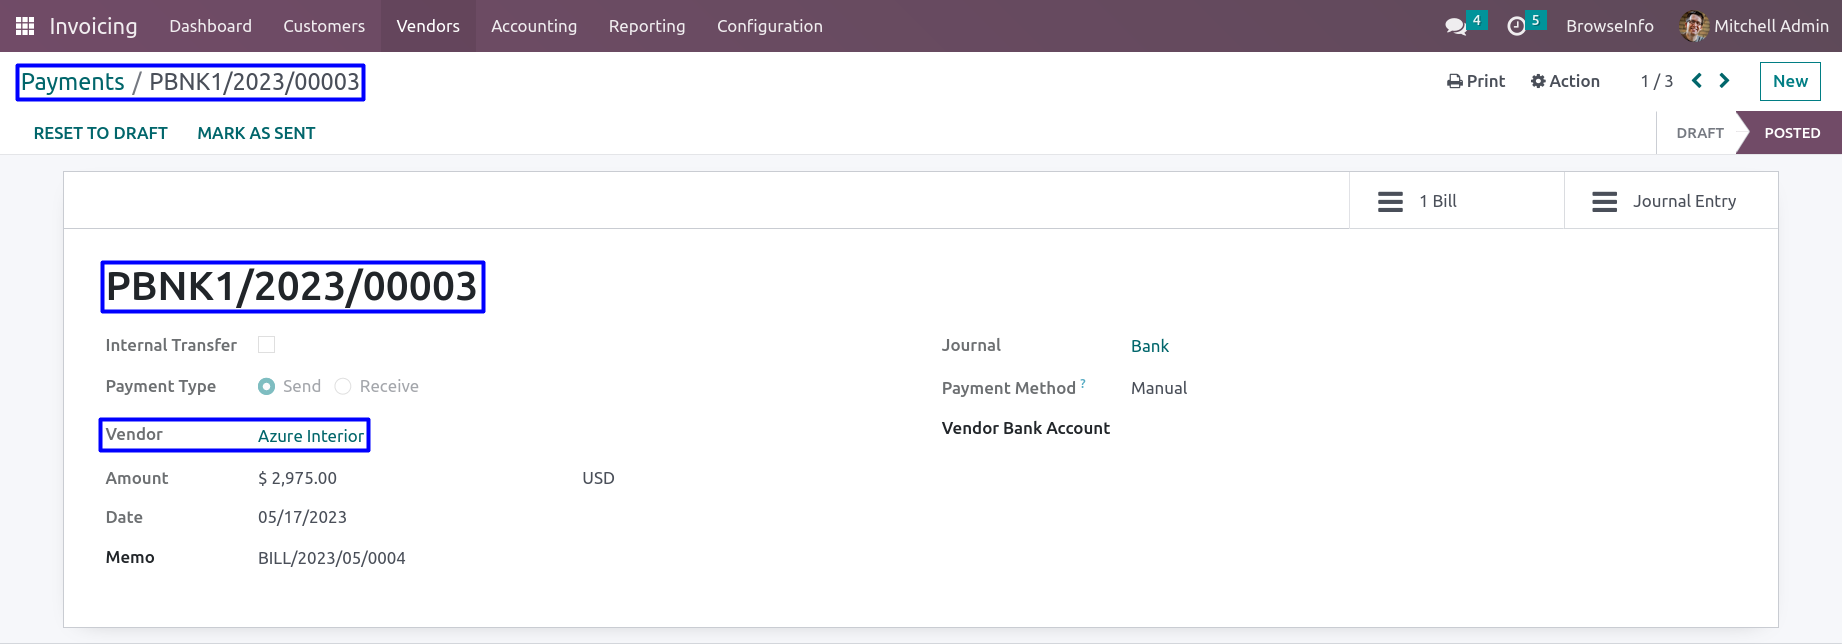 Invoicing Dashboard Customers Vendors Accounting Reporting Configuration 4 5 BrowseInfo Mitchell Admin
Payments / PBNK1/2023/00003 Print Action 1 / 3 New
RESET TO DRAFT MARK AS SENT DRAFT POSTED
1 Bill Journal Entry
PBNK1/2023/00003
Internal Transfer Journal Bank
Payment Type Send Receive Payment Method ? Manual
Vendor Azure Interior Vendor Bank Account
Amount $ 2,975.00 USD
Date 05/17/2023
Memo BILL/2023/05/0004